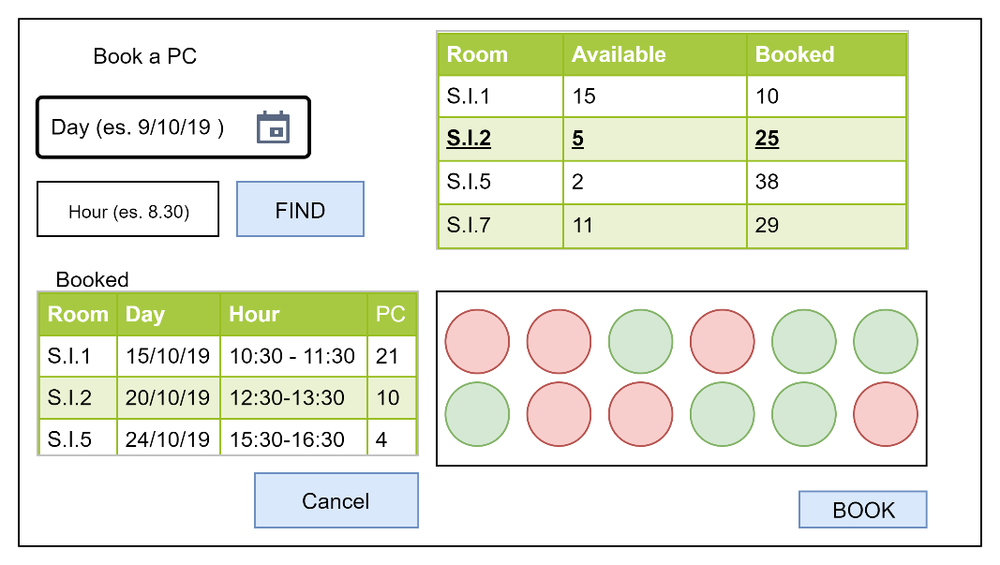 Book a PC
Day (es. 9/10/19 )
Hour (es. 8.30)
FIND
Room Available Booked
S.I.1 15 10
S.I.2 5 25
S.I.5 2 38
S.I.7 11 29
Booked
Room Day Hour PC
S.I.1 15/10/19 10:30 - 11:30 21
S.I.2 20/10/19 12:30-13:30 10
S.I.5 24/10/19 15:30-16:30 4
Cancel
BOOK